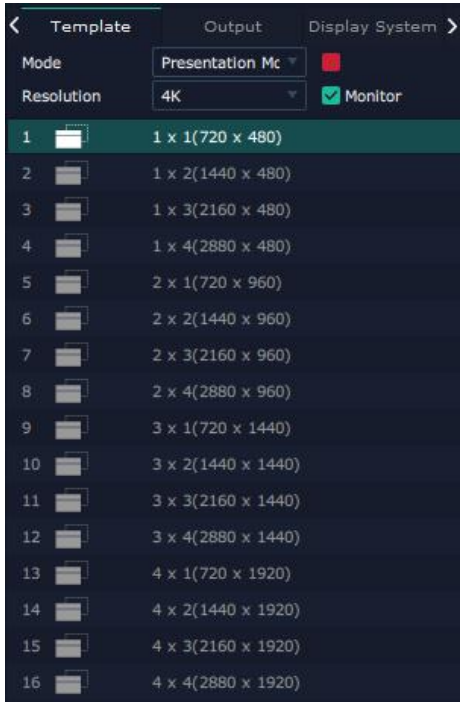 Template Output Display System
Mode Presentation Mc
Resolution 4K Monitor
1 1 x 1(720 x 480)
2 1 x 2(1440 x 480)
3 1 x 3(2160 x 480)
4 1 x 4(2880 x 480)
5 2 x 1(720 x 960)
6 2 x 2(1440 x 960)
7 2 x 3(2160 x 960)
8 2 x 4(2880 x 960)
9 3 x 1(720 x 1440)
10 3 x 2(1440 x 1440)
11 3 x 3(2160 x 1440)
12 3 x 4(2880 x 1440)
13 4 x 1(720 x 1920)
14 4 x 2(1440 x 1920)
15 4 x 3(2160 x 1920)
16 4 x 4(2880 x 1920)